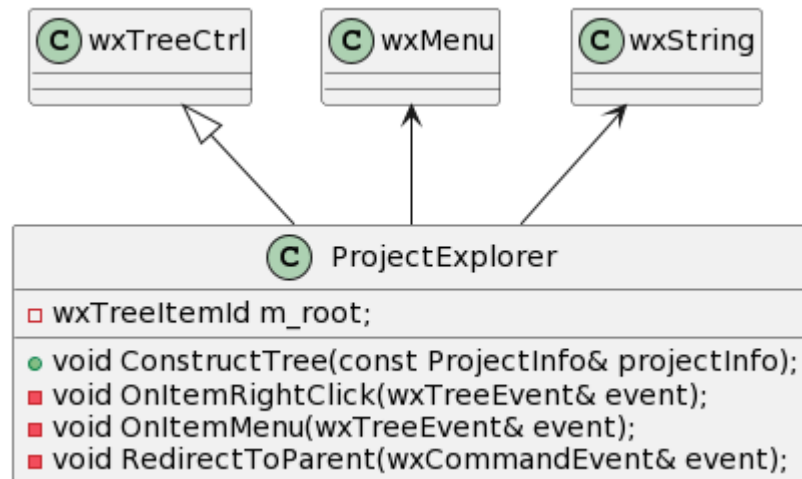 C wxTreeCtrl
C wxMenu
C wxString
C ProjectExplorer
wxTreeItemId m_root;
void ConstructTree(const ProjectInfo& projectInfo);
void OnItemRightClick(wxTreeEvent& event);
void OnItemMenu(wxTreeEvent& event);
void RedirectToParent(wxCommandEvent& event);